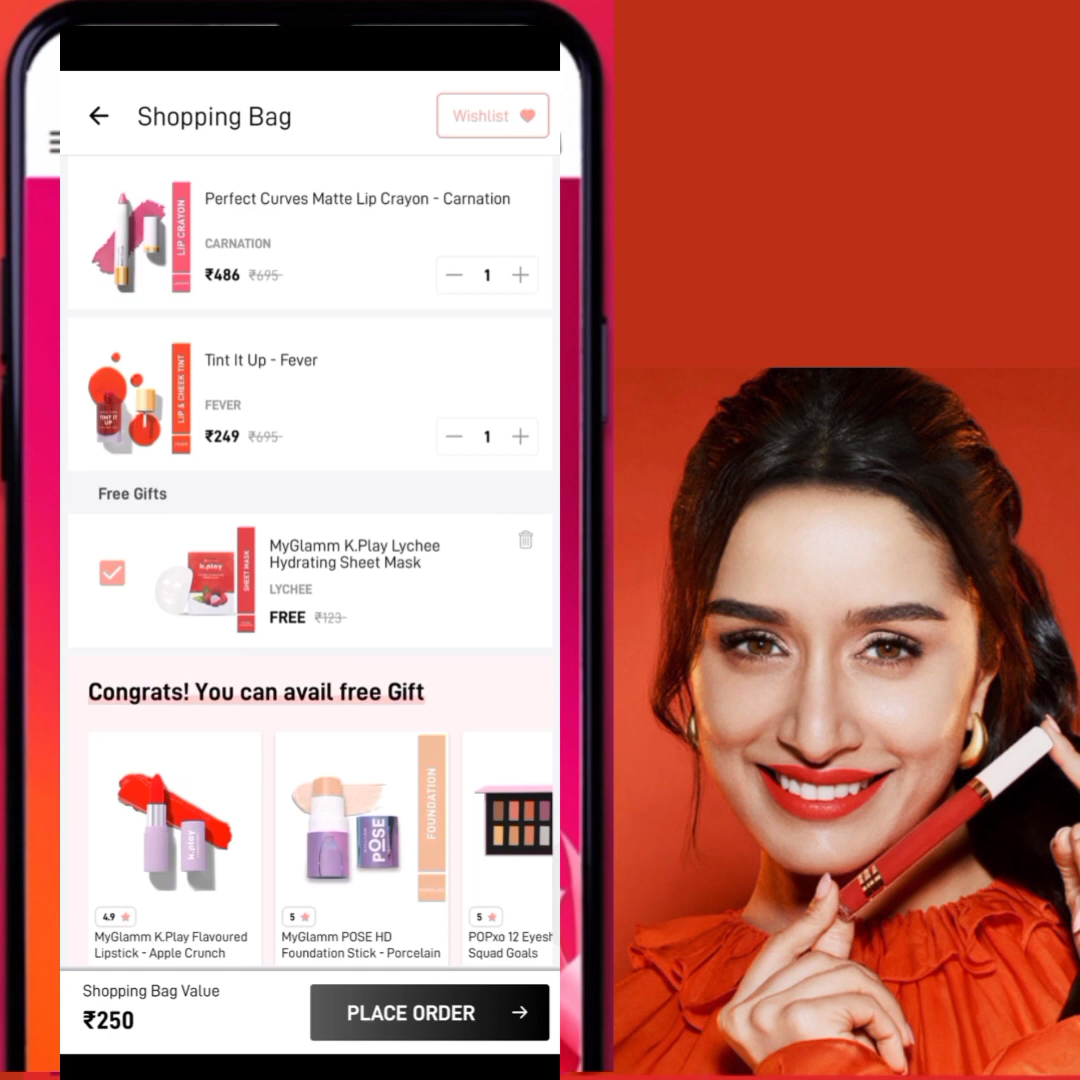 Shopping Bag
Wishlist
LIP CRAYON
Perfect Curves Matte Lip Crayon - Carnation
CARNATION
₹486 ₹695
1
LIP & CHEEK TINT
TINT IT
UP
Tint It Up - Fever
FEVER
₹249 ₹695
1
Free Gifts
k.play
SHEET MASK
MyGlamm K.Play Lychee
Hydrating Sheet Mask
LYCHEE
FREE ₹123
Congrats! You can avail free Gift
k.play
POSE
FOUNDATION
4.9
MyGlamm K.Play Flavoured
Lipstick - Apple Crunch
5
MyGlamm POSE HD
Foundation Stick - Porcelain
5
POPxo 12 Eyesh
Squad Goals
Shopping Bag Value
₹250
PLACE ORDER